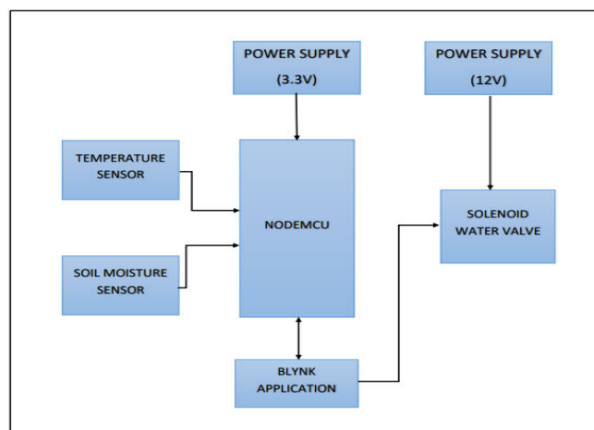 POWER SUPPLY
(3.3V)
POWER SUPPLY
(12V)
TEMPERATURE
SENSOR
NODEMCU
SOLENOID
WATER VALVE
SOIL MOISTURE
SENSOR
BLYNK
APPLICATION